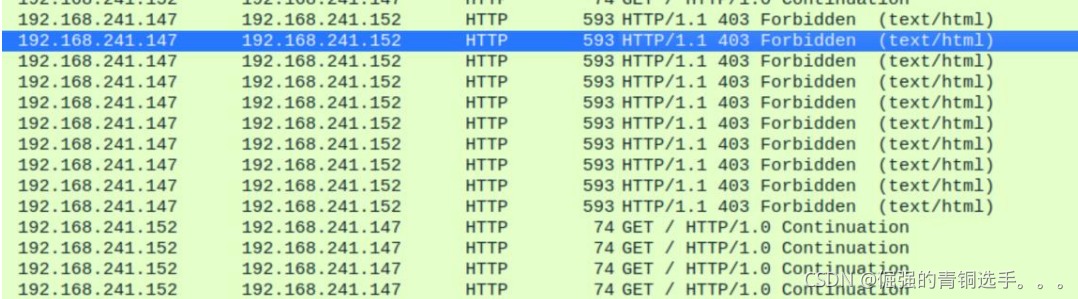 192.168.241.152 192.168.241.147 HTTP 74 GET / HTTP/1.0 Continuation
192.168.241.147 192.168.241.152 HTTP 593 HTTP/1.1 403 Forbidden (text/html)
192.168.241.147 192.168.241.152 HTTP 593 HTTP/1.1 403 Forbidden (text/html)
192.168.241.147 192.168.241.152 HTTP 593 HTTP/1.1 403 Forbidden (text/html)
192.168.241.147 192.168.241.152 HTTP 593 HTTP/1.1 403 Forbidden (text/html)
192.168.241.147 192.168.241.152 HTTP 593 HTTP/1.1 403 Forbidden (text/html)
192.168.241.147 192.168.241.152 HTTP 593 HTTP/1.1 403 Forbidden (text/html)
192.168.241.147 192.168.241.152 HTTP 593 HTTP/1.1 403 Forbidden (text/html)
192.168.241.147 192.168.241.152 HTTP 593 HTTP/1.1 403 Forbidden (text/html)
192.168.241.147 192.168.241.152 HTTP 593 HTTP/1.1 403 Forbidden (text/html)
192.168.241.147 192.168.241.152 HTTP 593 HTTP/1.1 403 Forbidden (text/html)
192.168.241.152 192.168.241.147 HTTP 74 GET / HTTP/1.0 Continuation
192.168.241.152 192.168.241.147 HTTP 74 GET / HTTP/1.0 Continuation
192.168.241.152 192.168.241.147 HTTP 74 GET / HTTP/1.0 Continuation
192.168.241.152 192.168.241.147 HTTP 74 GET / HTTP/1.0 Continuation
CSDN @倔强的青铜选手。。。